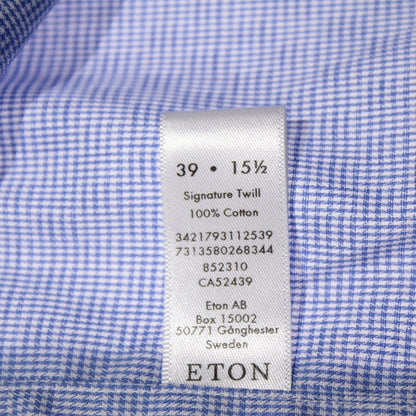 39 • 15½
Signature Twill
100% Cotton
3421793112539
7313580268344
852310
CA52439
Eton AB
Box 15002
50771 Gånghester
Sweden
ETON